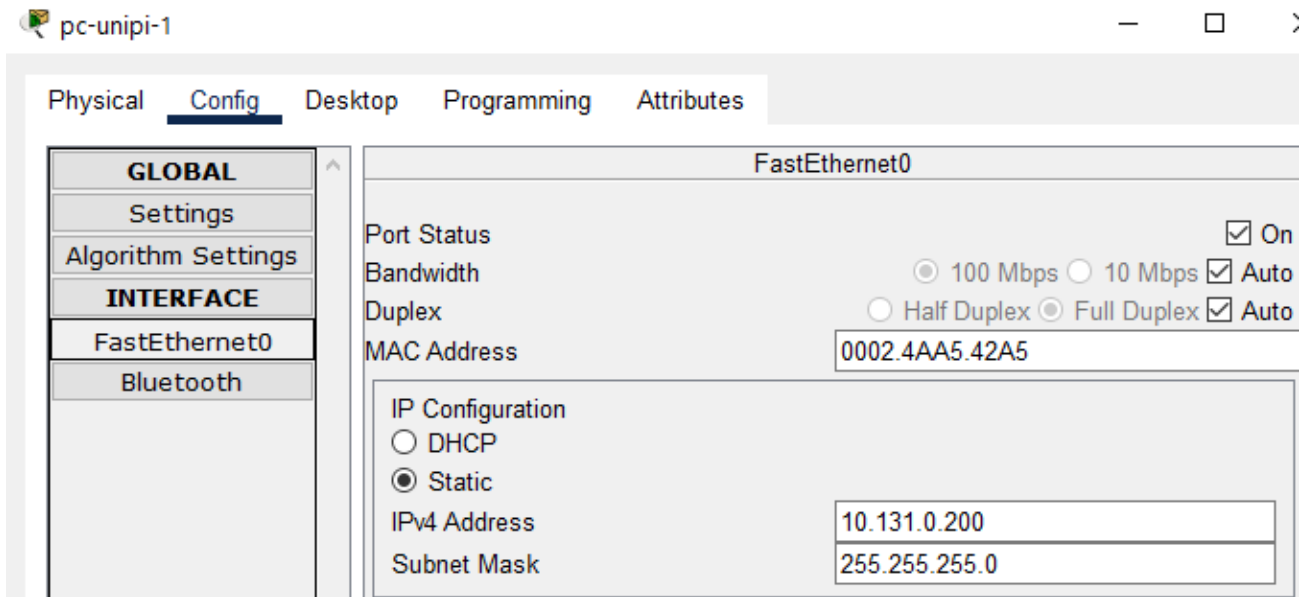 pc-unipi-1
Physical Config Desktop Programming Attributes
GLOBAL
Settings
Algorithm Settings
INTERFACE
FastEthernet0
Bluetooth
FastEthernet0
Port Status On
Bandwidth 100 Mbps 10 Mbps Auto
Duplex Half Duplex Full Duplex Auto
MAC Address 0002.4AA5.42A5
IP Configuration
DHCP
Static
IPv4 Address 10.131.0.200
Subnet Mask 255.255.255.0